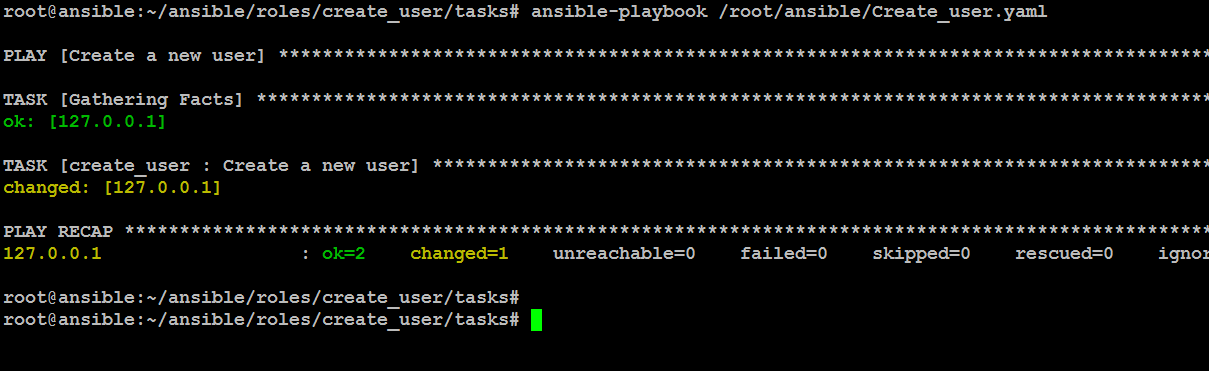 root@ansible:~/ansible/roles/create_user/tasks# ansible-playbook /root/ansible/Create_user.yaml
PLAY [Create a new user] *************************************************************************************
TASK [Gathering Facts] ***************************************************************************************
ok: [127.0.0.1]
TASK [create_user : Create a new user] ***********************************************************************
changed: [127.0.0.1]
PLAY RECAP ***************************************************************************************************
127.0.0.1                  : ok=2    changed=1    unreachable=0    failed=0    skipped=0    rescued=0    ignor
root@ansible:~/ansible/roles/create_user/tasks#
root@ansible:~/ansible/roles/create_user/tasks#